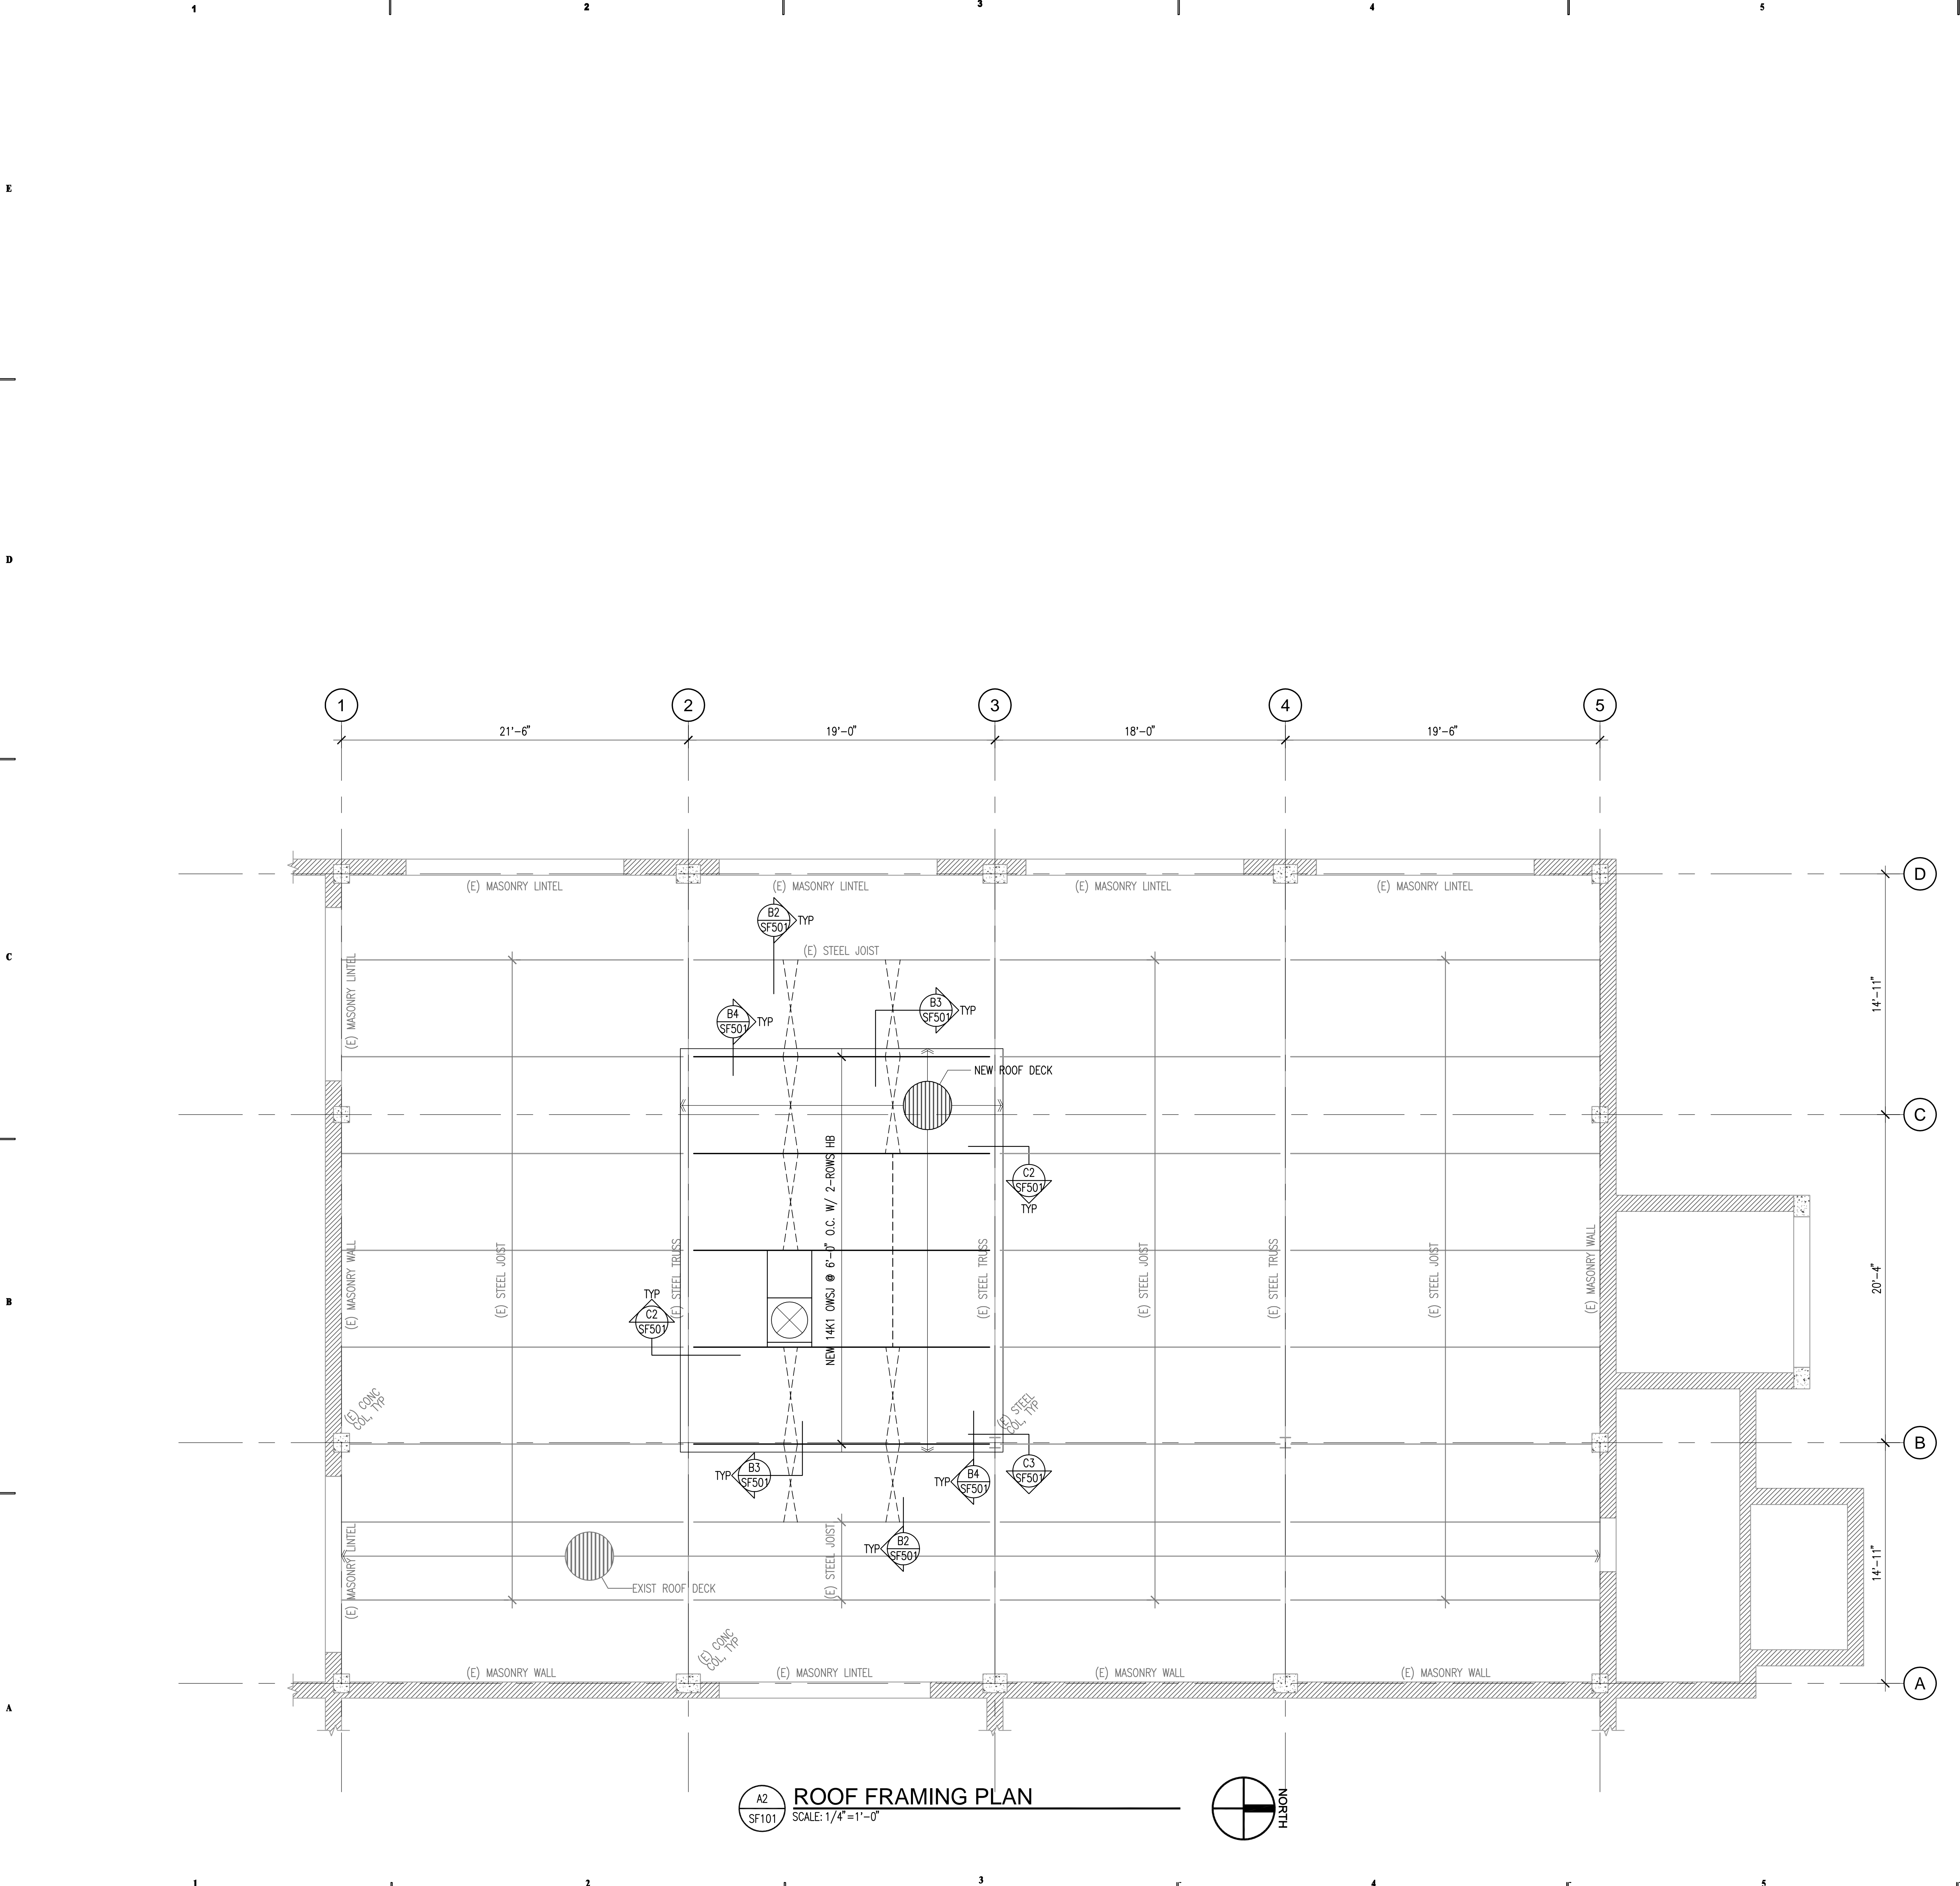 1 2 3 4 5
E
D
C
B
A
1 2 3 4 5
21'-6" 19'-0" 18'-0" 19'-6"
D
C
B
A
14'-11"
20'-4"
14'-11"
(E) MASONRY LINTEL (E) MASONRY LINTEL (E) MASONRY LINTEL (E) MASONRY LINTEL
B2
SF501
TYP
(E) STEEL JOIST
(E) MASONRY LINTEL
B4
SF501
TYP
B3
SF501
TYP
NEW ROOF DECK
NEW 14K1 OWSJ @ 6'-0" O.C. W/ 2-ROWS HB
C2
SF501
TYP
(E) MASONRY WALL
(E) STEEL JOIST
(E) STEEL TRUSS
(E) STEEL TRUSS
(E) STEEL JOIST
(E) STEEL TRUSS
(E) STEEL JOIST
(E) MASONRY WALL
TYP
C2
SF501
(E) CONC
COL, TYP
(E) STEEL
COL, TYP
B3
SF501
TYP
B4
SF501
TYP
C3
SF501
B2
SF501
TYP
(E) MASONRY LINTEL
(E) STEEL JOIST
EXIST ROOF DECK
(E) CONC
COL, TYP
(E) MASONRY WALL (E) MASONRY LINTEL (E) MASONRY WALL (E) MASONRY WALL
A2
SF101
ROOF FRAMING PLAN
SCALE: 1/4"=1'-0"
NORTH
1 2 3 4 5